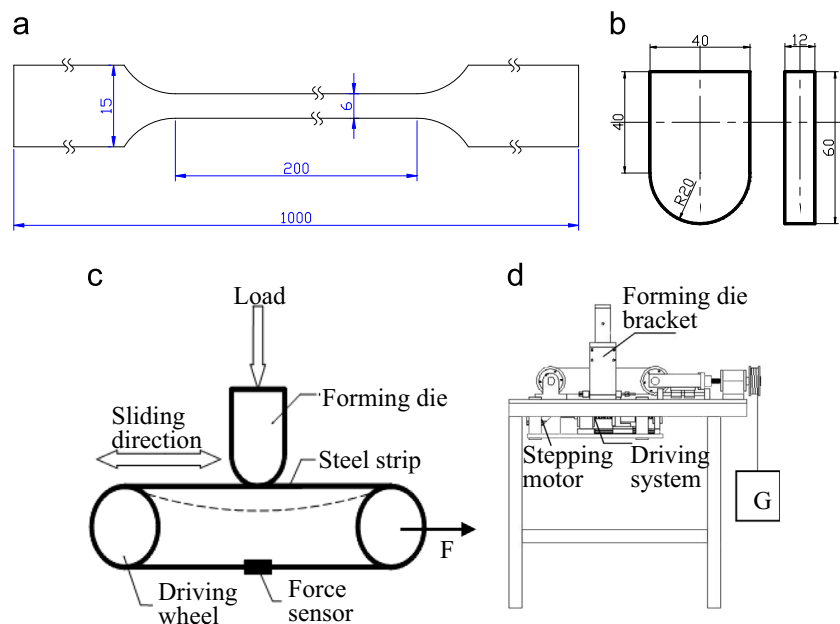 a
15
6
200
1000
b
40
12
40
60
R20
c
Load
Forming die
Sliding
direction
Steel strip
F
Driving
wheel
Force
sensor
d
Forming die
bracket
Stepping
motor
Driving
system
G